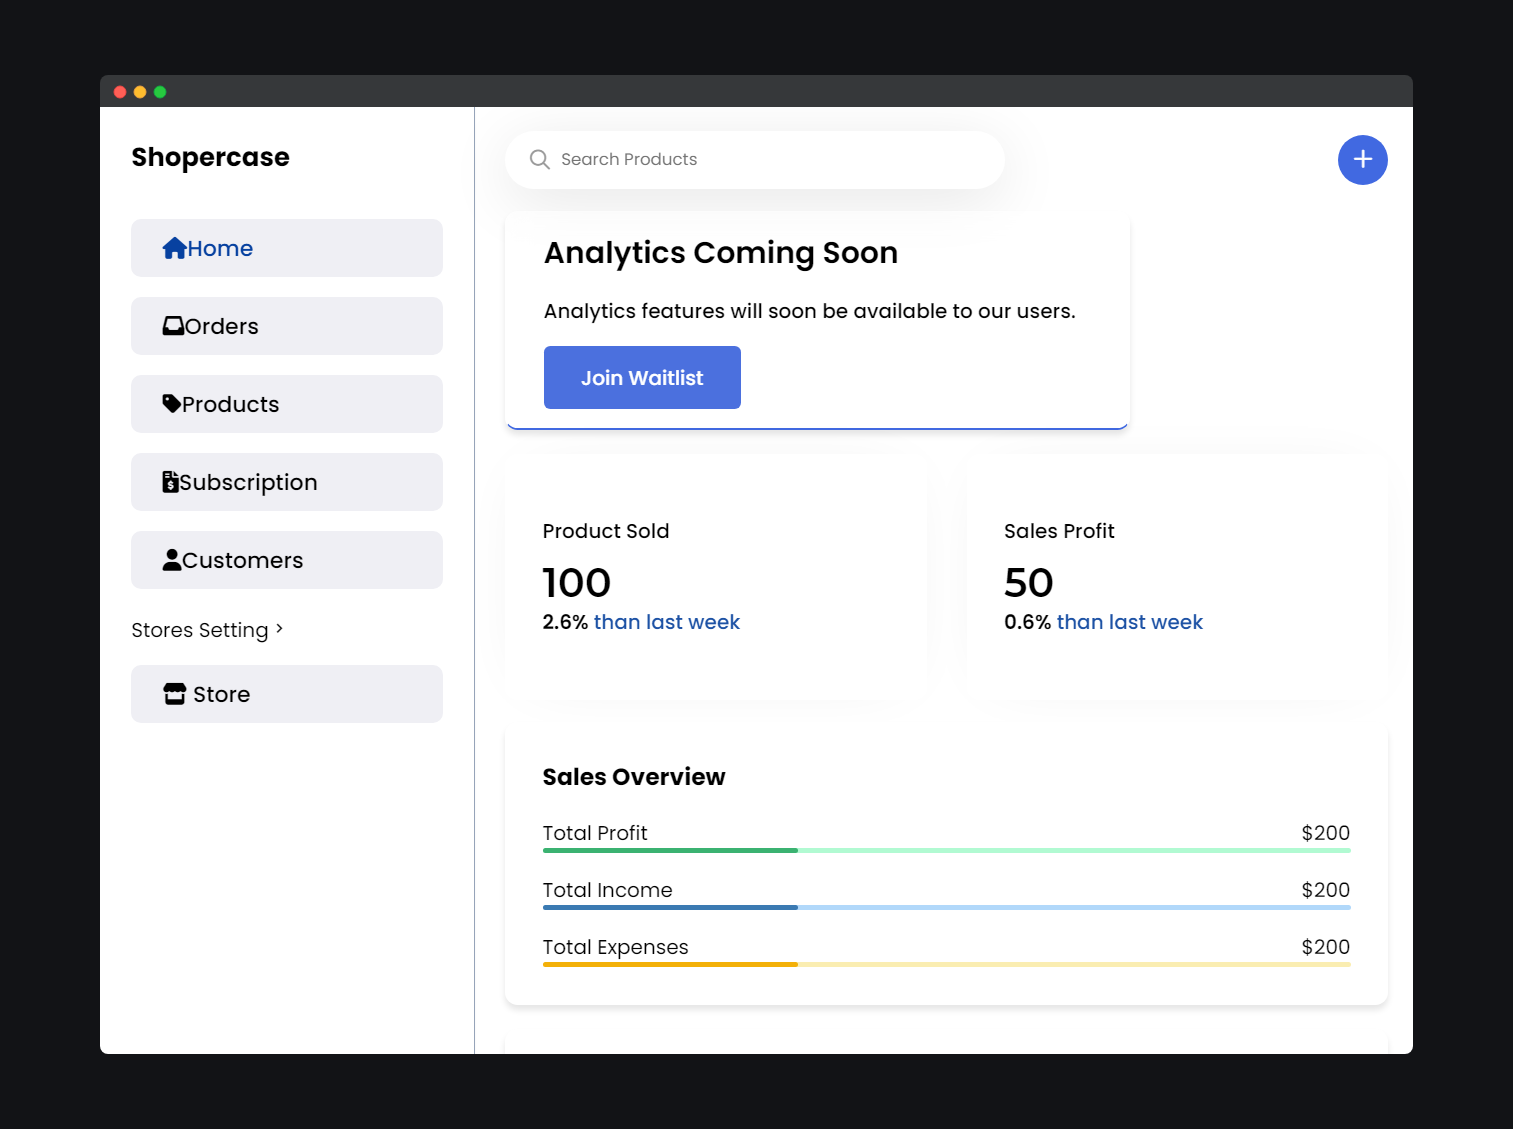 Shopercase
Home
Orders
Products
Subscription
Customers
Stores Setting >
Store
Search Products
+
Analytics Coming Soon
Analytics features will soon be available to our users.
Join Waitlist
Product Sold
100
2.6% than last week
Sales Profit
50
0.6% than last week
Sales Overview
Total Profit $200
Total Income $200
Total Expenses $200